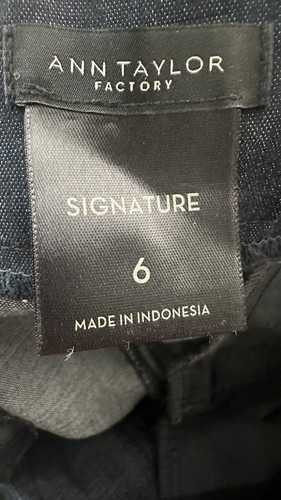 ANN TAYLOR
FACTORY
SIGNATURE
6
MADE IN INDONESIA